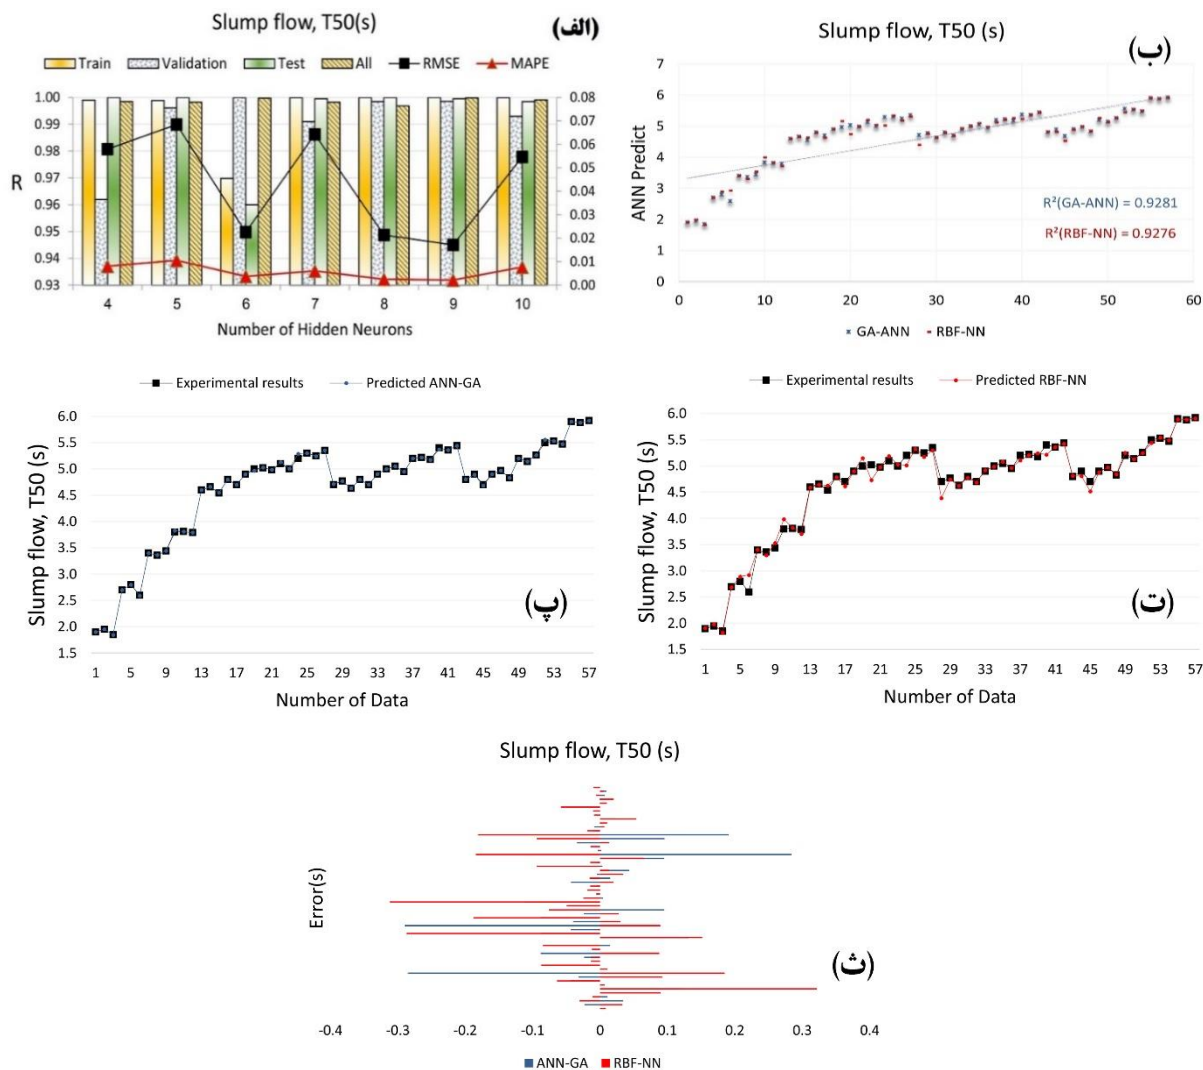 Slump flow, T50(s)
(الف)
Train Validation Test All RMSE MAPE
1.00
0.99
0.98
0.97
0.96
0.95
0.94
0.93
R
0.08
0.07
0.06
0.05
0.04
0.03
0.02
0.01
0.00
4 5 6 7 8 9 10
Number of Hidden Neurons
Slump flow, T50 (s)
(ب)
7
6
5
4
3
2
1
0
ANN Predict
R²(GA-ANN) = 0.9281
R²(RBF-NN) = 0.9276
0 10 20 30 40 50 60
GA-ANN RBF-NN
Experimental results Predicted ANN-GA
6.0
5.5
5.0
4.5
4.0
3.5
3.0
2.5
2.0
1.5
Slump flow, T50 (s)
(پ)
1 5 9 13 17 21 25 29 33 37 41 45 49 53 57
Number of Data
Experimental results Predicted RBF-NN
6.0
5.5
5.0
4.5
4.0
3.5
3.0
2.5
2.0
1.5
Slump flow, T50 (s)
(ت)
1 5 9 13 17 21 25 29 33 37 41 45 49 53 57
Number of Data
Slump flow, T50 (s)
Error(s)
(ث)
-0.4 -0.3 -0.2 -0.1 0 0.1 0.2 0.3 0.4
ANN-GA RBF-NN